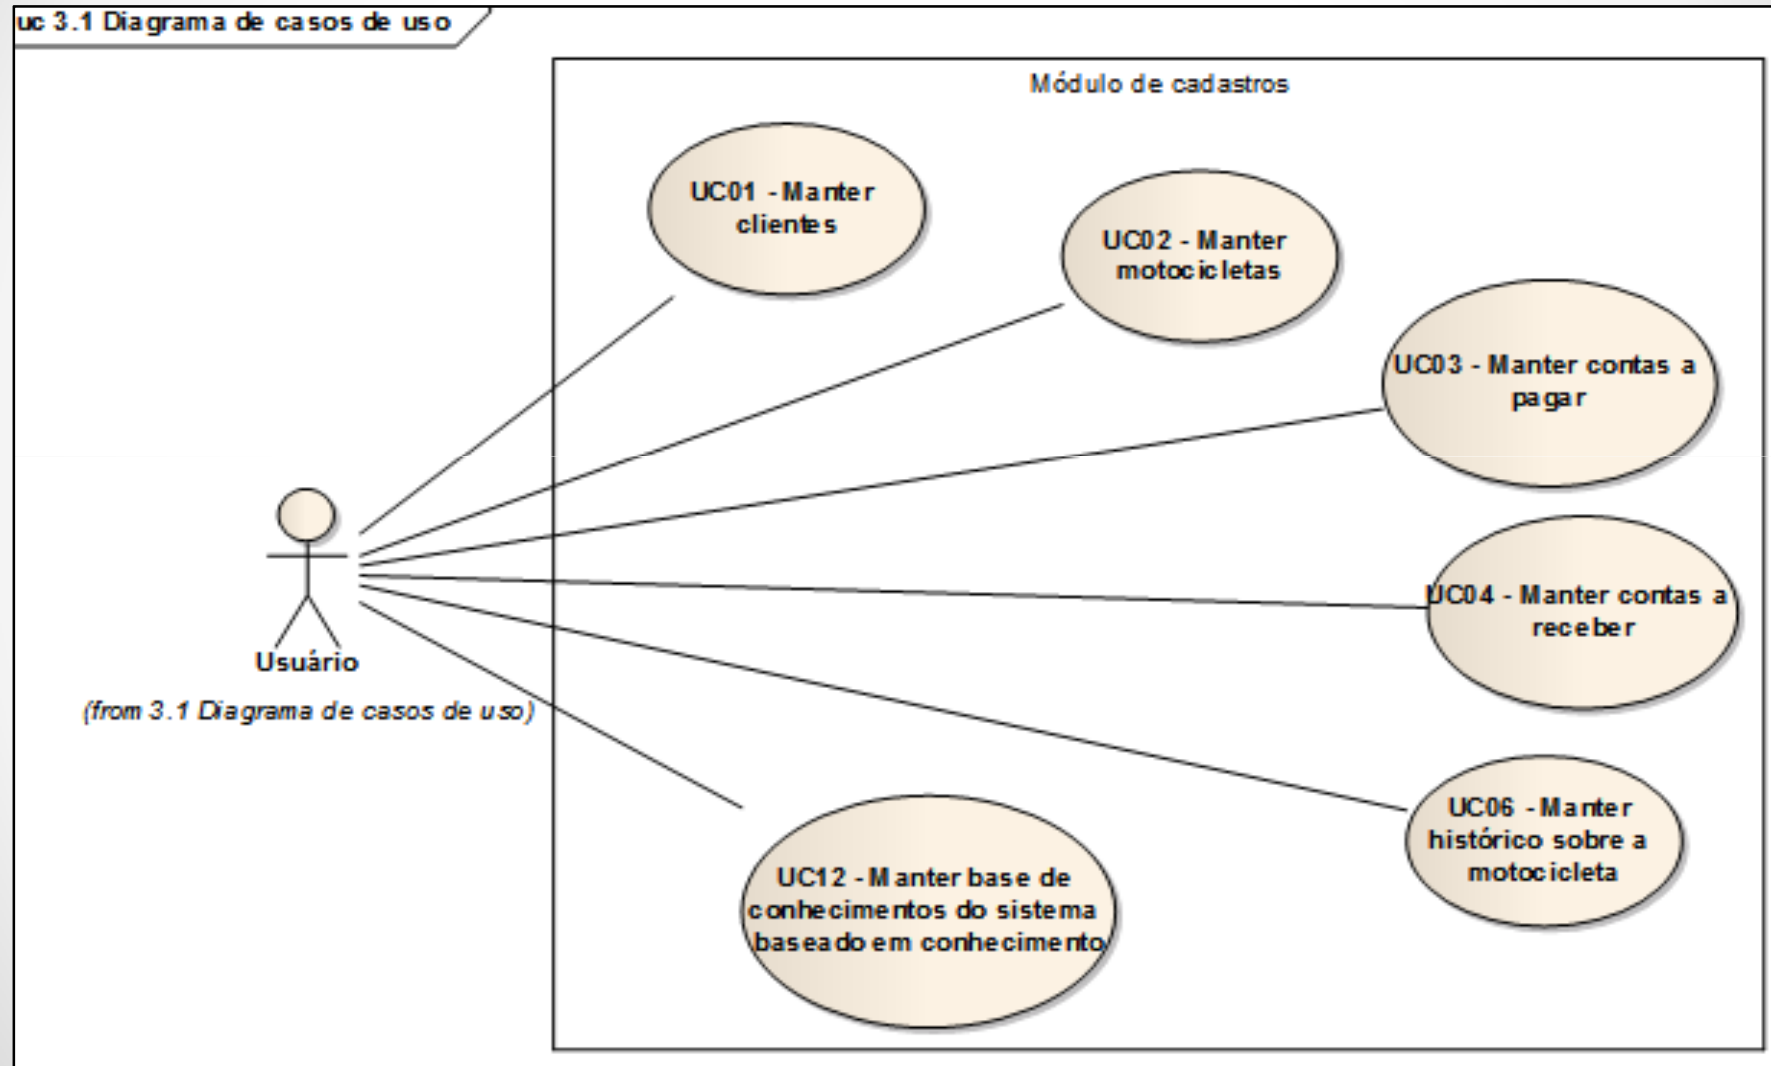 uc 3.1 Diagrama de casos de uso
Módulo de cadastros
UC01 - Manter
clientes
UC02 - Manter
motocicletas
UC03 - Manter contas a
pagar
UC04 - Manter contas a
receber
Usuário
(from 3.1 Diagrama de casos de uso)
UC06 - Manter
histórico sobre a
motocicleta
UC12 - Manter base de
conhecimentos do sistema
baseado em conhecimento